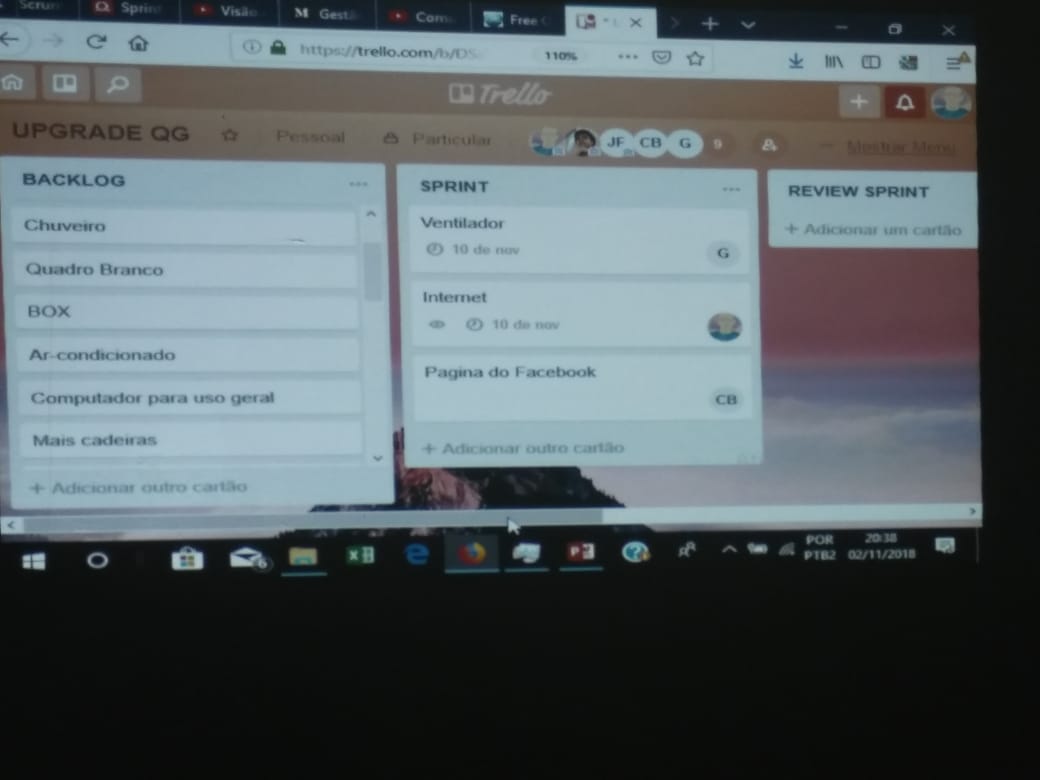 Scrum
Sprint
Visão
M Gestã
Com
Free
https://trello.com/b/DS
110%
Trello
UPGRADE QG
Pessoal
Particular
JF
CB
G
9
Mostrar Menu
BACKLOG
Chuveiro
Quadro Branco
BOX
Ar-condicionado
Computador para uso geral
Mais cadeiras
+ Adicionar outro cartão
SPRINT
Ventilador
10 de nov
G
Internet
10 de nov
Pagina do Facebook
CB
+ Adicionar outro cartão
REVIEW SPRINT
+ Adicionar um cartão
POR
PTB2
20:38
02/11/2018